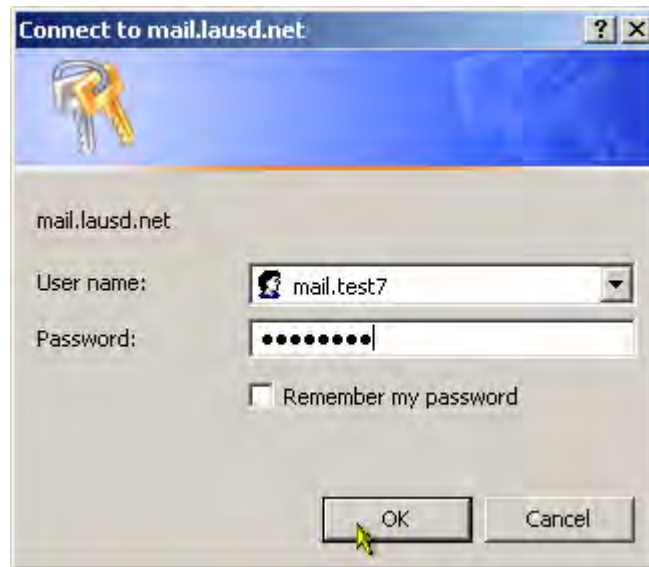 Connect to mail.lausd.net
mail.lausd.net
User name: mail.test7
Password: ••••••••
Remember my password
OK Cancel